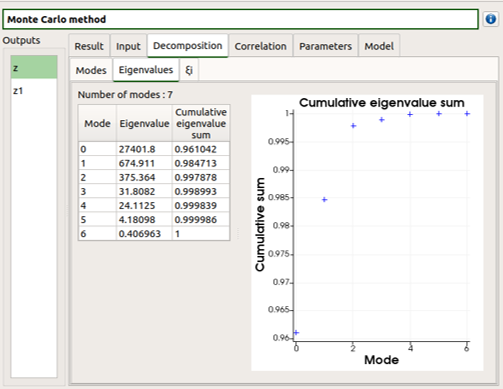 Monte Carlo method
Outputs
z
z1
Result Input Decomposition Correlation Parameters Model
Modes Eigenvalues ξi
Number of modes : 7
Mode Eigenvalue Cumulative eigenvalue sum
0 27401.8 0.961042
1 674.911 0.984713
2 375.364 0.997878
3 31.8082 0.998993
4 24.1125 0.999839
5 4.18098 0.999986
6 0.406963 1
Cumulative eigenvalue sum
Cumulative sum
1
0.995
0.99
0.985
0.98
0.975
0.97
0.965
0.96
0 2 4 6
Mode